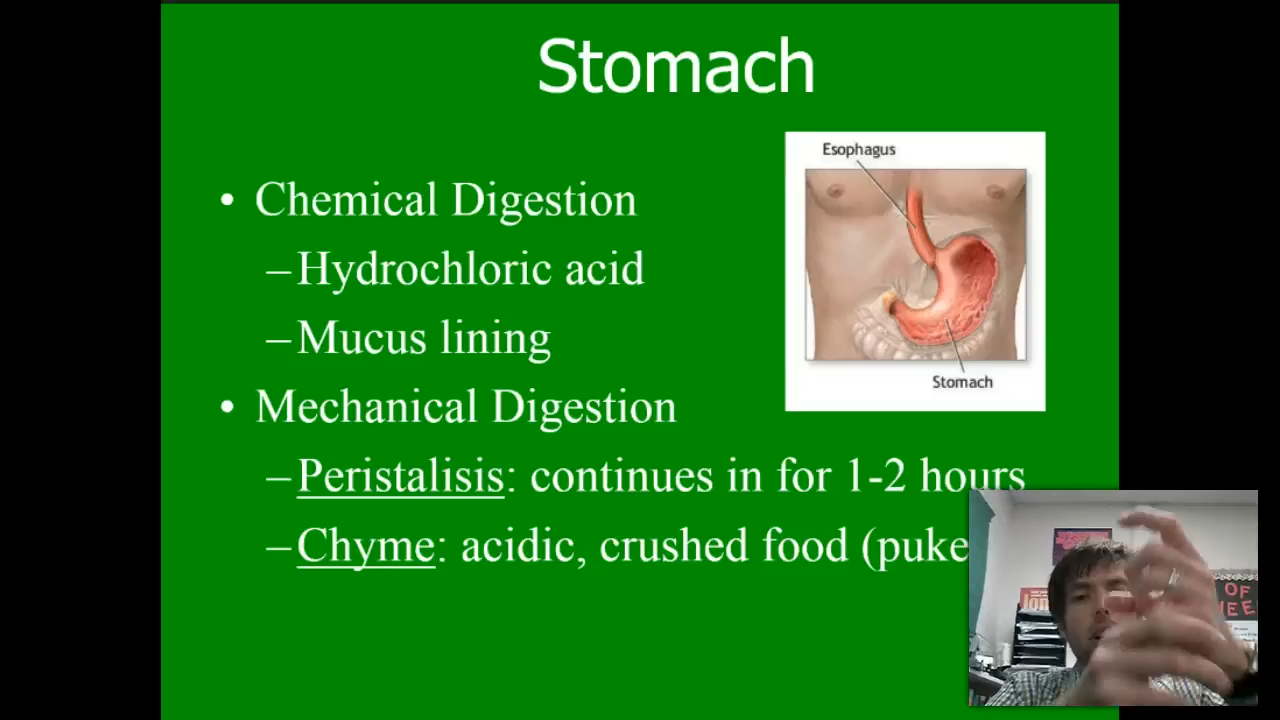 Stomach
Esophagus
• Chemical Digestion
–Hydrochloric acid
–Mucus lining
Stomach
• Mechanical Digestion
–Peristalisis: continues in for 1-2 hours
–Chyme: acidic, crushed food (puke
OF